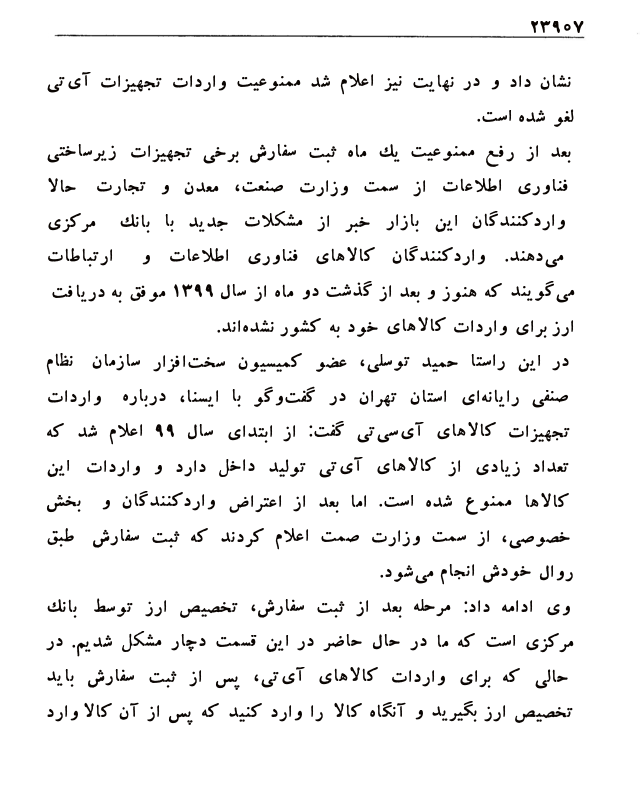 ۲۳۹۰۷
نشان داد و در نهایت نیز اعلام شد ممنوعیت واردات تجهیزات آی‌تی
لغو شده است.
بعد از رفع ممنوعیت یك ماه ثبت سفارش برخی تجهیزات زیرساختی
فناوری اطلاعات از سمت وزارت صنعت، معدن و تجارت حالا
واردکنندگان این بازار خبر از مشکلات جدید با بانك مرکزی
می‌دهند. واردکنندگان کالاهای فناوری اطلاعات و ارتباطات
می‌گویند که هنوز و بعد از گذشت دو ماه از سال ۱۳۹۹ موفق به دریافت
ارز برای واردات کالاهای خود به کشور نشده‌اند.
در این راستا حمید توسلی، عضو کمیسیون سخت‌افزار سازمان نظام
صنفی رایانه‌ای استان تهران در گفت‌وگو با ایسنا، درباره واردات
تجهیزات کالاهای آی‌سی‌تی گفت: از ابتدای سال ۹۹ اعلام شد که
تعداد زیادی از کالاهای آی‌تی تولید داخل دارد و واردات این
کالاها ممنوع شده است. اما بعد از اعتراض واردکنندگان و بخش
خصوصی، از سمت وزارت صمت اعلام کردند که ثبت سفارش طبق
روال خودش انجام می‌شود.
وی ادامه داد: مرحله بعد از ثبت سفارش، تخصیص ارز توسط بانك
مرکزی است که ما در حال حاضر در این قسمت دچار مشکل شدیم. در
حالی که برای واردات کالاهای آی‌تی، پس از ثبت سفارش باید
تخصیص ارز بگیرید و آنگاه کالا را وارد کنید که پس از آن کالا وارد